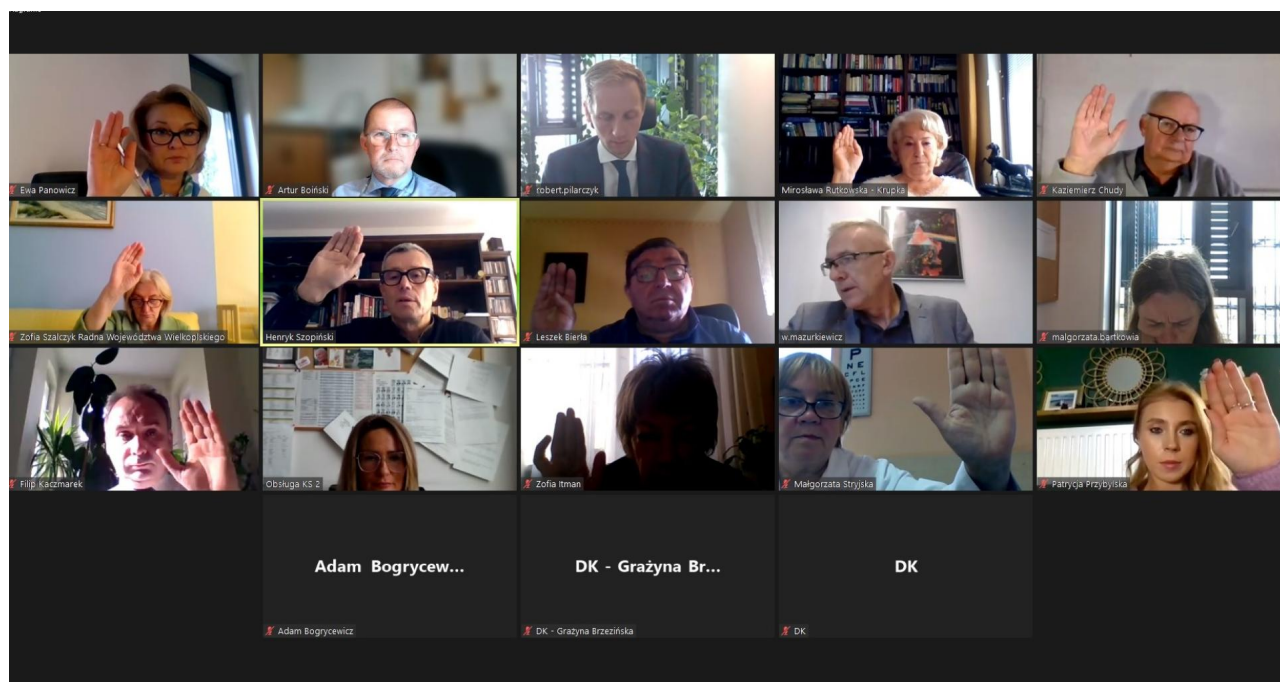 Ewa Panowicz
Artur Boiński
robert.pilarczyk
Mirosława Rutkowska - Krupka
Kaziemierz Chudy
Zofia Szalczyk Radna Województwa Wielkoplskiego
Henryk Szopiński
Leszek Bierła
w.mazurkiewicz
malgorzata.bartkowia
Filip Kaczmarek
Obsługa KS 2
Zofia Itman
Małgorzata Stryjska
Patrycja Przybylska
Adam Bogrycew...
DK - Grażyna Br...
DK
Adam Bogrycewicz
DK - Grażyna Brzezińska
DK